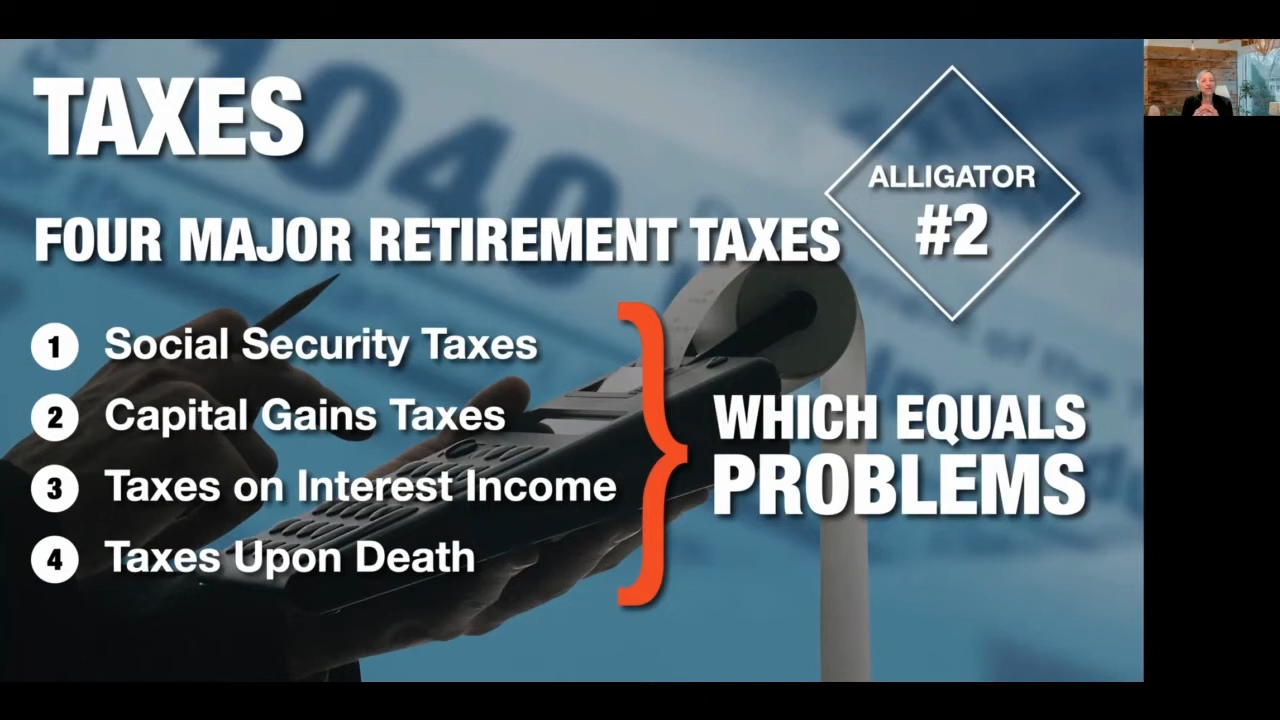 TAXES
ALLIGATOR
#2
FOUR MAJOR RETIREMENT TAXES
1 Social Security Taxes
2 Capital Gains Taxes
3 Taxes on Interest Income
4 Taxes Upon Death
WHICH EQUALS
PROBLEMS
1040